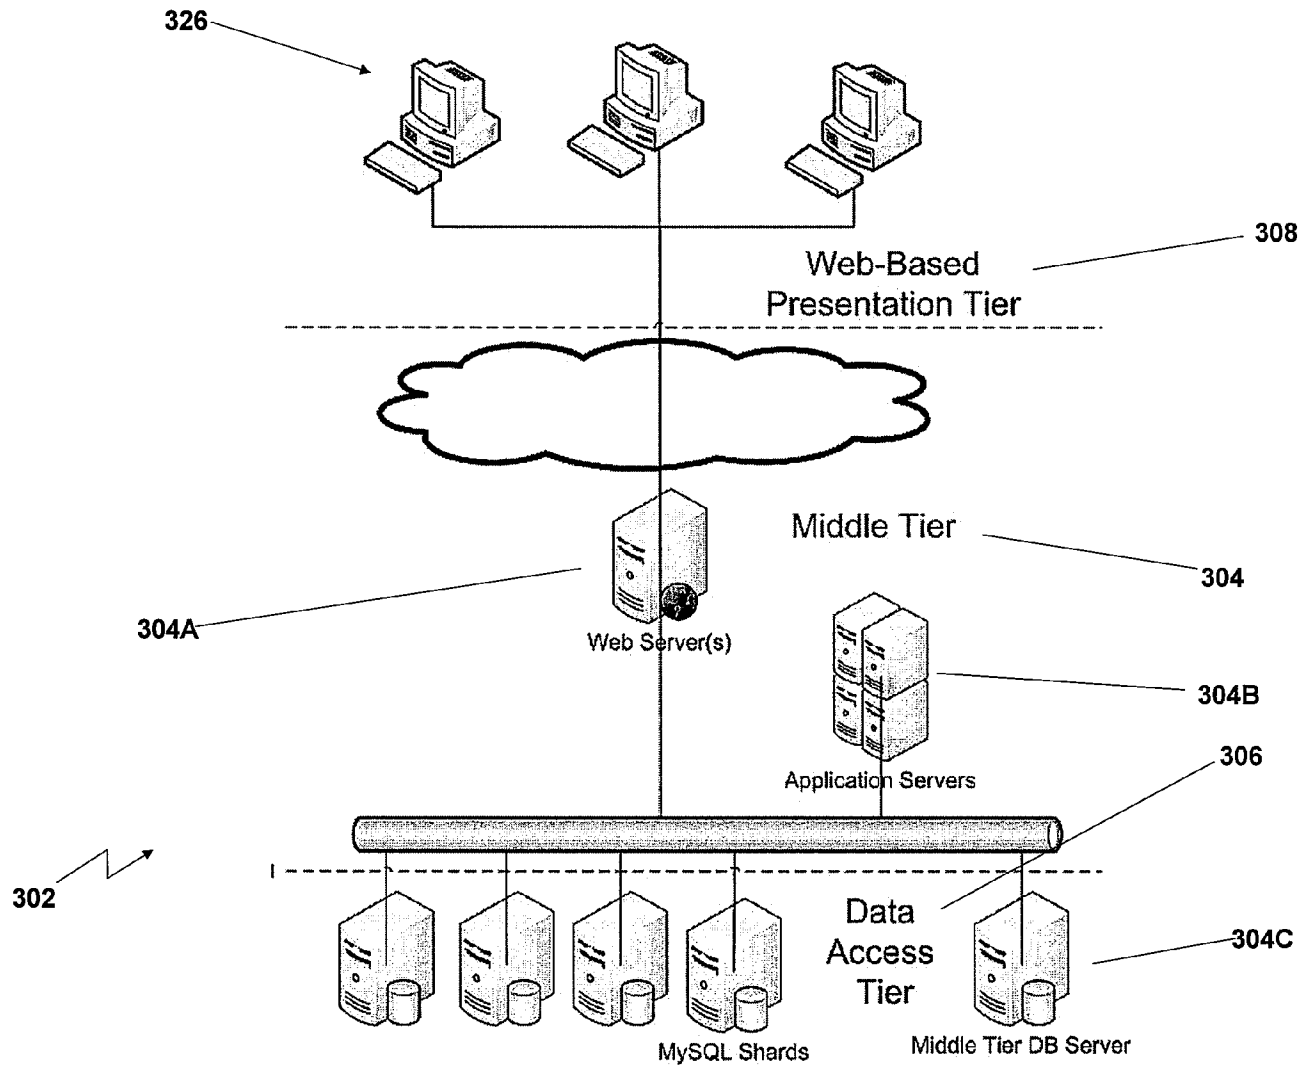 326
308
Web-Based
Presentation Tier
Middle Tier
304
304A
Web Server(s)
304B
306
Application Servers
302
Data
Access
Tier
304C
MySQL Shards
Middle Tier DB Server